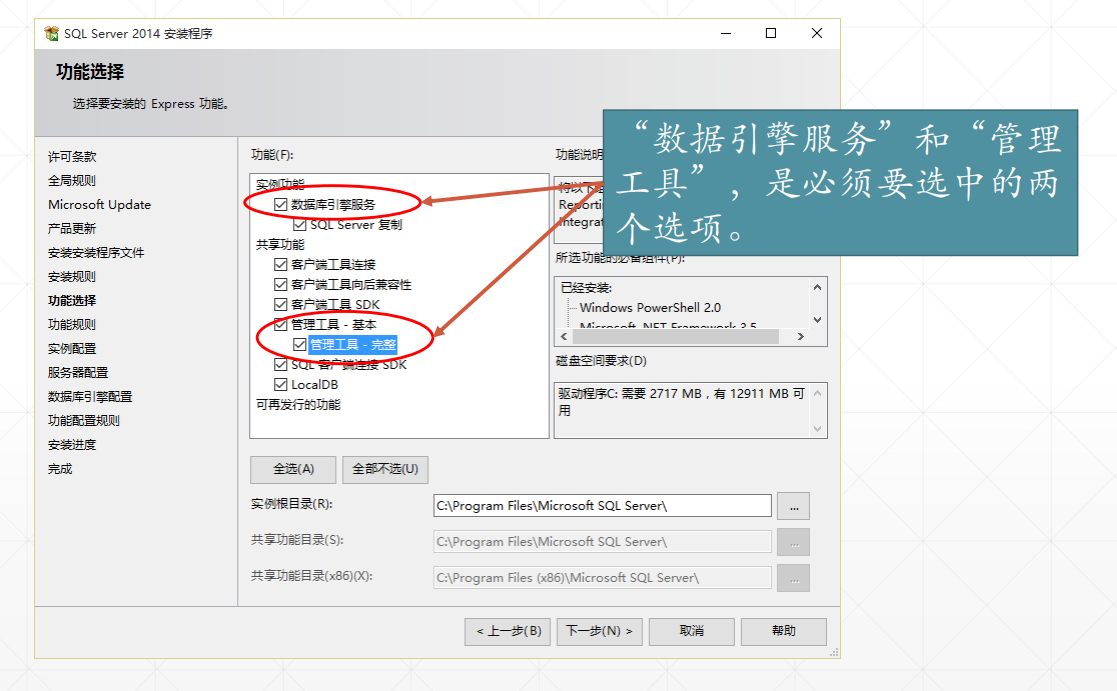 SQL Server 2014 安装程序
功能选择
选择要安装的 Express 功能。
“数据引擎服务”和“管理
工具”，是必须要选中的两
个选项。
许可条款
全局规则
Microsoft Update
产品更新
安装安装程序文件
安装规则
功能选择
功能规则
实例配置
服务器配置
数据库引擎配置
功能配置规则
安装进度
完成
功能(F):
实例功能
数据库引擎服务
SQL Server 复制
共享功能
客户端工具连接
客户端工具向后兼容性
客户端工具 SDK
管理工具 - 基本
管理工具 - 完整
SQL 客户端连接 SDK
LocalDB
可再发行的功能
功能说明
将以下
Reporti
Integrat
所选功能的必备组件(P):
已经安装:
Windows PowerShell 2.0
Microsoft .NET Framework 3.5
磁盘空间要求(D)
驱动程序C: 需要 2717 MB，有 12911 MB 可
用
全选(A) 全部不选(U)
实例根目录(R): C:\Program Files\Microsoft SQL Server\ ...
共享功能目录(S): C:\Program Files\Microsoft SQL Server\ ...
共享功能目录(x86)(X): C:\Program Files (x86)\Microsoft SQL Server\ ...
< 上一步(B) 下一步(N) > 取消 帮助